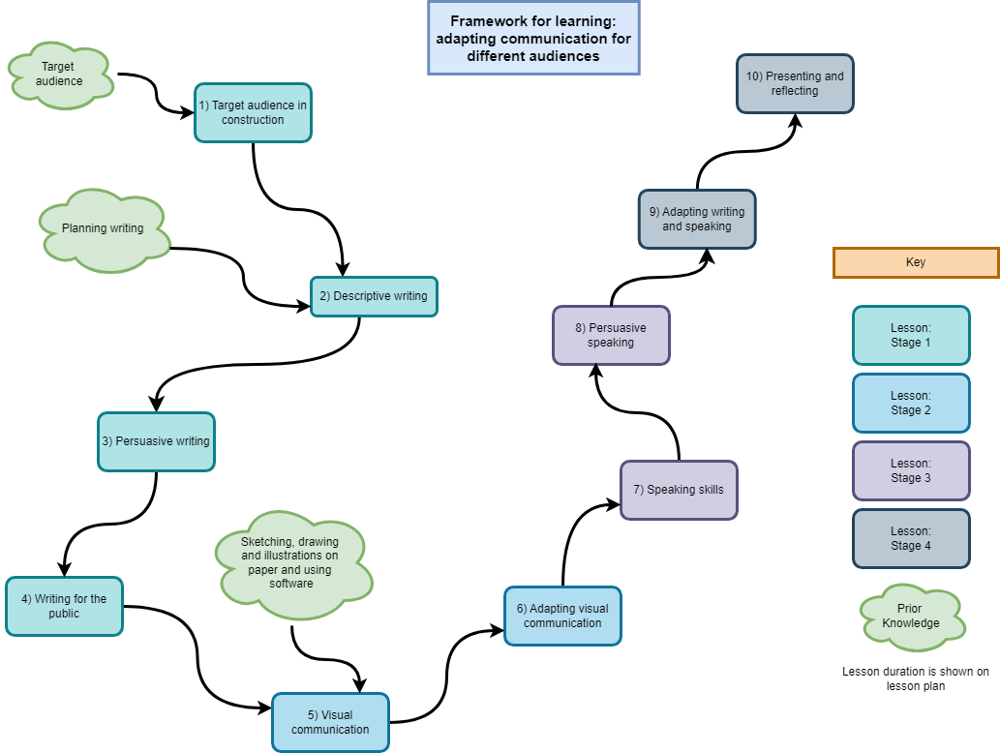 Framework for learning:
adapting communication for
different audiences
Target
audience
1) Target audience in
construction
Planning writing
2) Descriptive writing
3) Persuasive writing
4) Writing for the
public
Sketching, drawing
and illustrations on
paper and using
software
5) Visual
communication
6) Adapting visual
communication
7) Speaking skills
8) Persuasive
speaking
9) Adapting writing
and speaking
10) Presenting and
reflecting
Key
Lesson:
Stage 1
Lesson:
Stage 2
Lesson:
Stage 3
Lesson:
Stage 4
Prior
Knowledge
Lesson duration is shown on
lesson plan